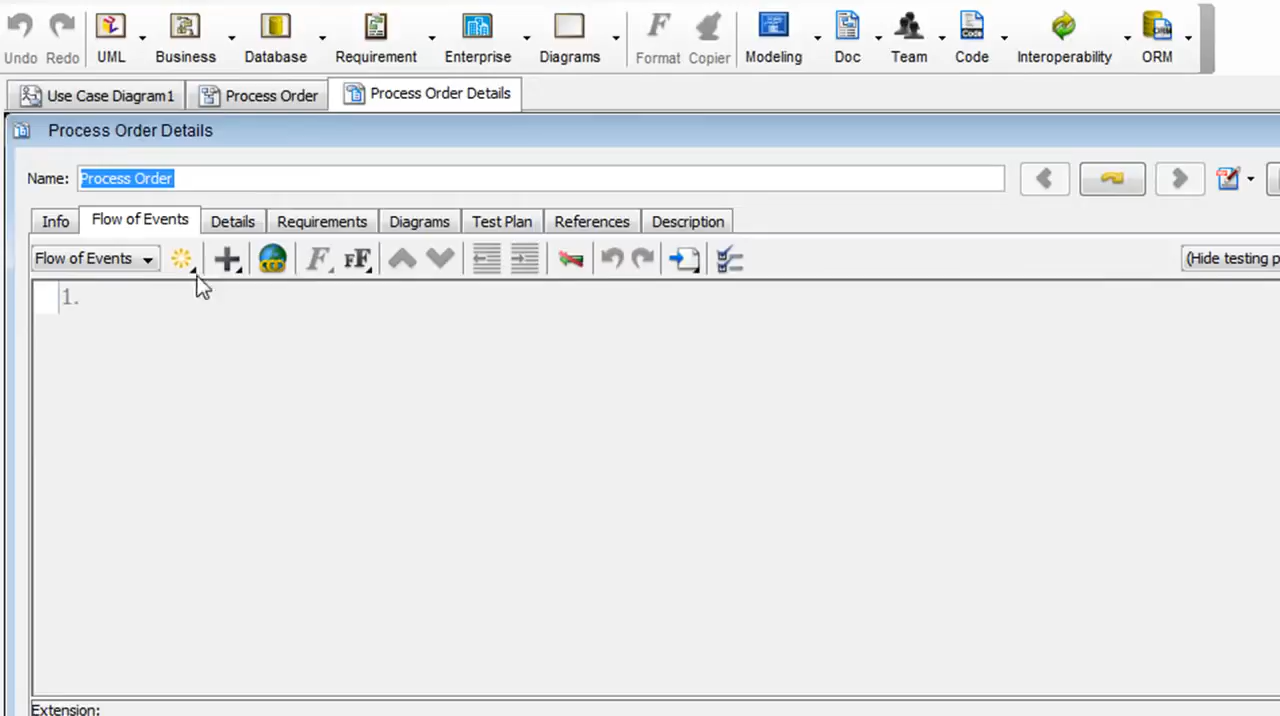 Undo Redo UML Business Database Requirement Enterprise Diagrams Format Copier Modeling Doc Team Code Interoperability ORM
Use Case Diagram1 Process Order Process Order Details
Process Order Details
Name: Process Order
Info Flow of Events Details Requirements Diagrams Test Plan References Description
Flow of Events (Hide testing p
1.
Extension: